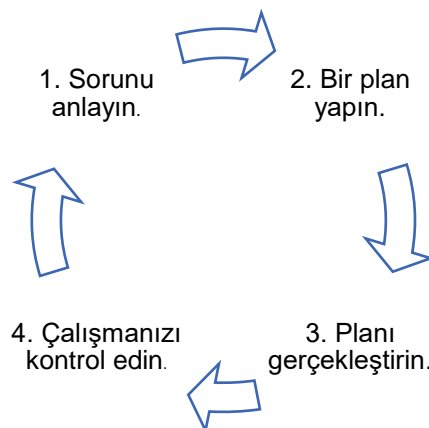 1. Sorunu
anlayın.
2. Bir plan
yapın.
3. Planı
gerçekleştirin.
4. Çalışmanızı
kontrol edin.